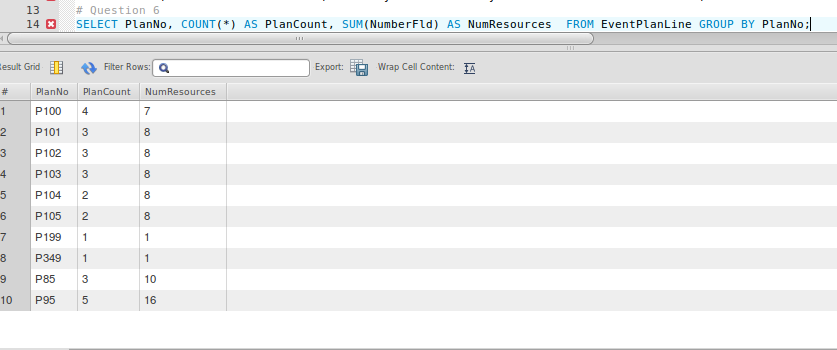 13 # Question 6
14 SELECT PlanNo, COUNT(*) AS PlanCount, SUM(NumberFld) AS NumResources  FROM EventPlanLine GROUP BY PlanNo;
esult Grid Filter Rows: Export: Wrap Cell Content:
# PlanNo PlanCount NumResources
1 P100 4 7
2 P101 3 8
3 P102 3 8
4 P103 3 8
5 P104 2 8
6 P105 2 8
7 P199 1 1
8 P349 1 1
9 P85 3 10
10 P95 5 16